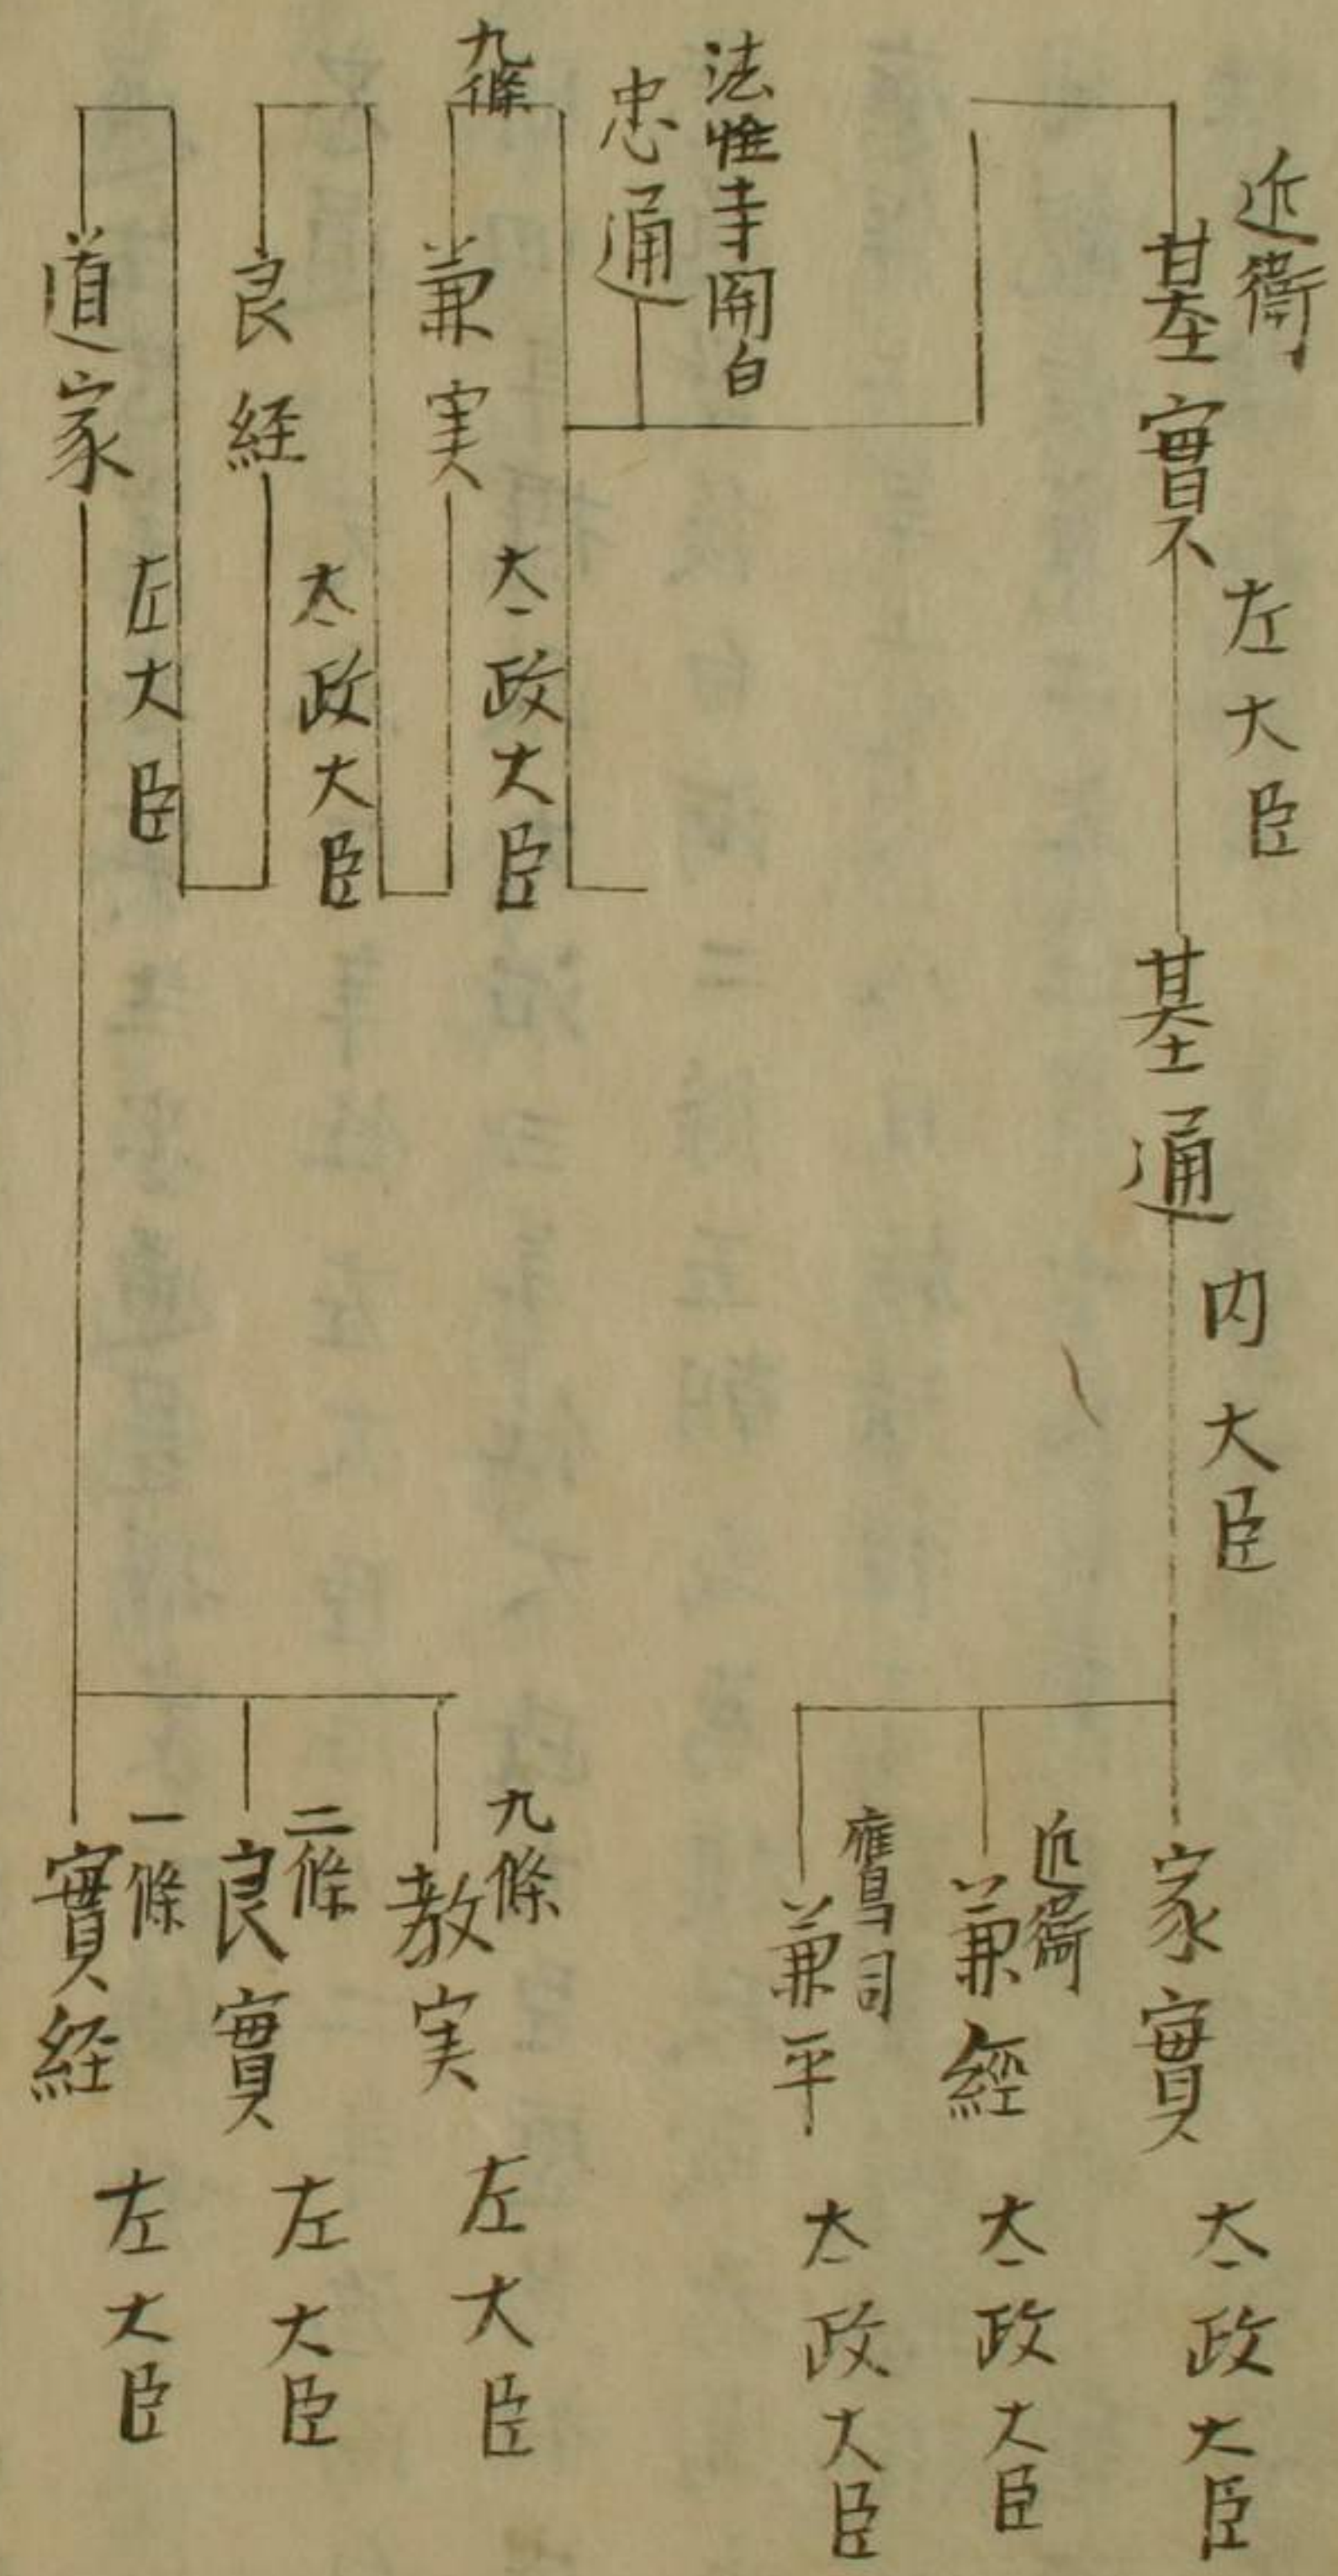 近衛
基實
左大臣
基通
内大臣
家實
太政大臣
近衛
兼經
太政大臣
鷹司
兼平
太政大臣
法性寺関白
忠通
九條
兼実
太政大臣
良経
太政大臣
道家
左大臣
九條
教実
左大臣
二條
良實
左大臣
一條
實経
左大臣